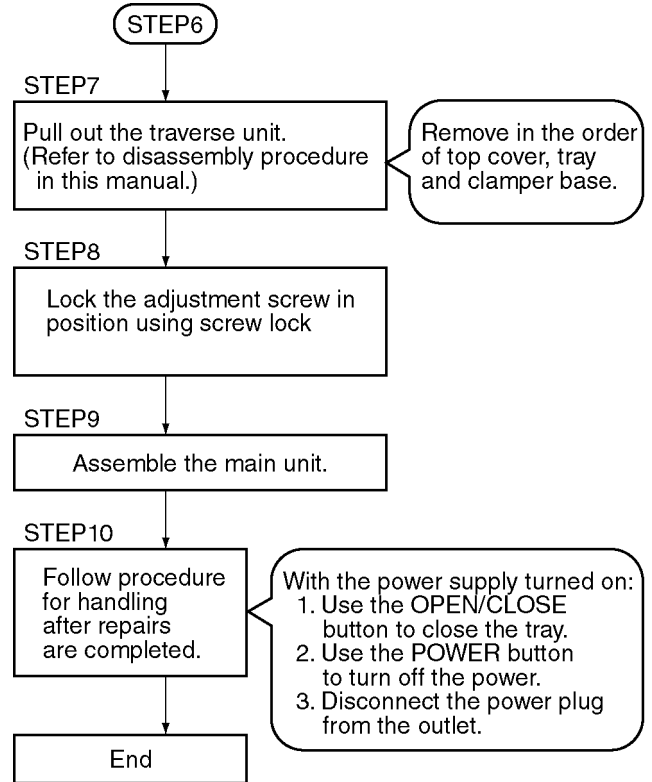 STEP6
STEP7
Pull out the traverse unit.
(Refer to disassembly procedure
in this manual.)
Remove in the order
of top cover, tray
and clamper base.
STEP8
Lock the adjustment screw in
position using screw lock
STEP9
Assemble the main unit.
STEP10
Follow procedure
for handling
after repairs
are completed.
With the power supply turned on:
1. Use the OPEN/CLOSE
button to close the tray.
2. Use the POWER button
to turn off the power.
3. Disconnect the power plug
from the outlet.
End